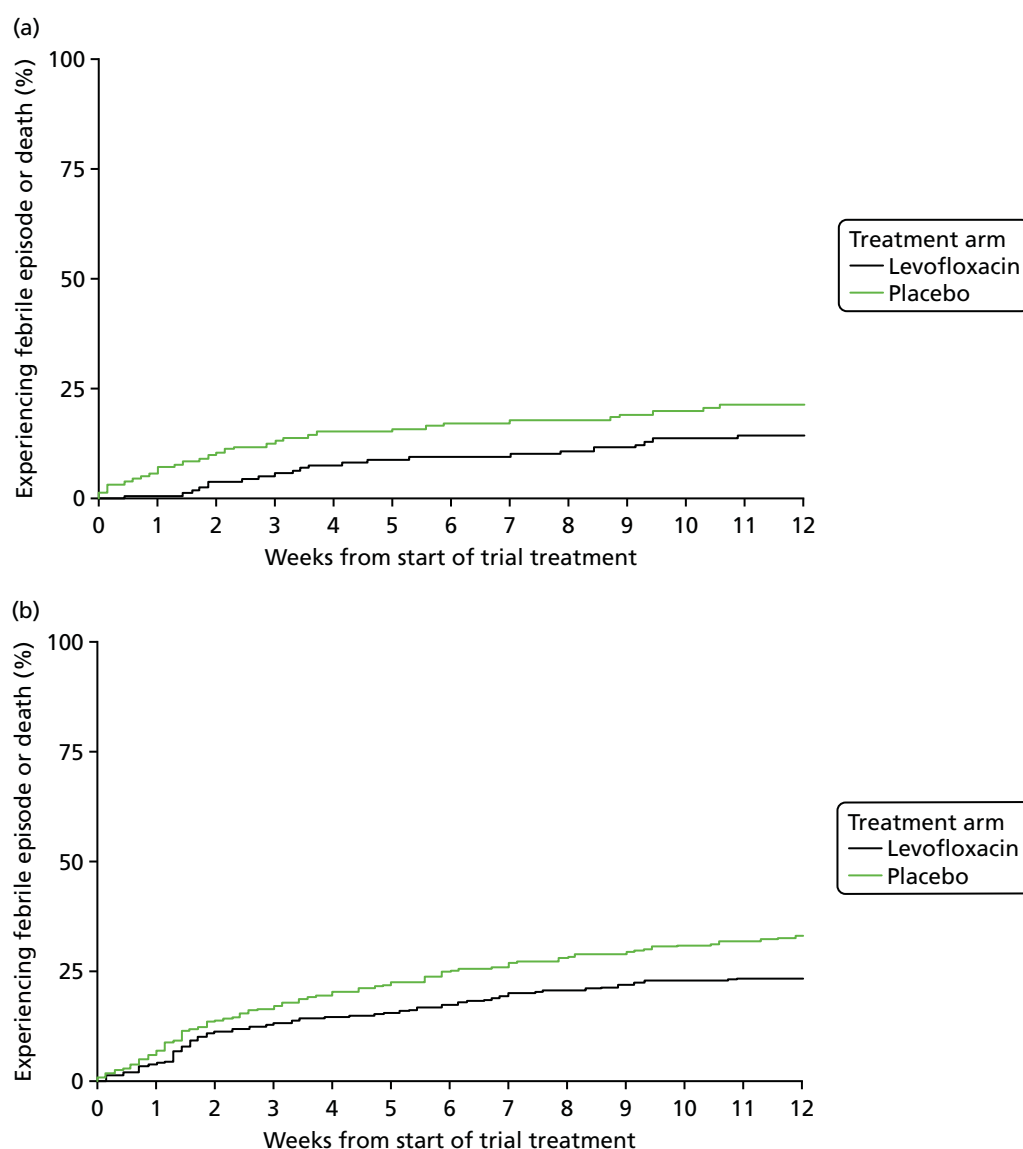 (a)
Experiencing febrile episode or death (%)
100
75
50
25
0
0 1 2 3 4 5 6 7 8 9 10 11 12
Weeks from start of trial treatment
Treatment arm
Levofloxacin
Placebo
(b)
Experiencing febrile episode or death (%)
100
75
50
25
0
0 1 2 3 4 5 6 7 8 9 10 11 12
Weeks from start of trial treatment
Treatment arm
Levofloxacin
Placebo